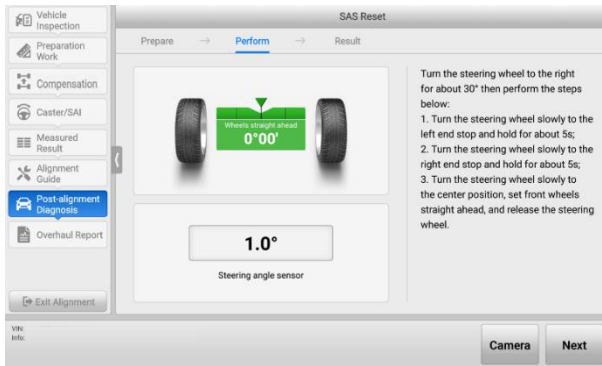 SAS Reset
Vehicle
Inspection
Preparation
Work
Compensation
Caster/SAI
Measured
Result
Alignment
Guide
Post-alignment
Diagnosis
Overhaul Report
Exit Alignment
Prepare → Perform → Result
Wheels straight ahead
0°00'
1.0°
Steering angle sensor
Turn the steering wheel to the right
for about 30° then perform the steps
below:
1. Turn the steering wheel slowly to the
left end stop and hold for about 5s;
2. Turn the steering wheel slowly to the
right end stop and hold for about 5s;
3. Turn the steering wheel slowly to
the center position, set front wheels
straight ahead, and release the steering
wheel.
VIN:
Info:
Camera
Next